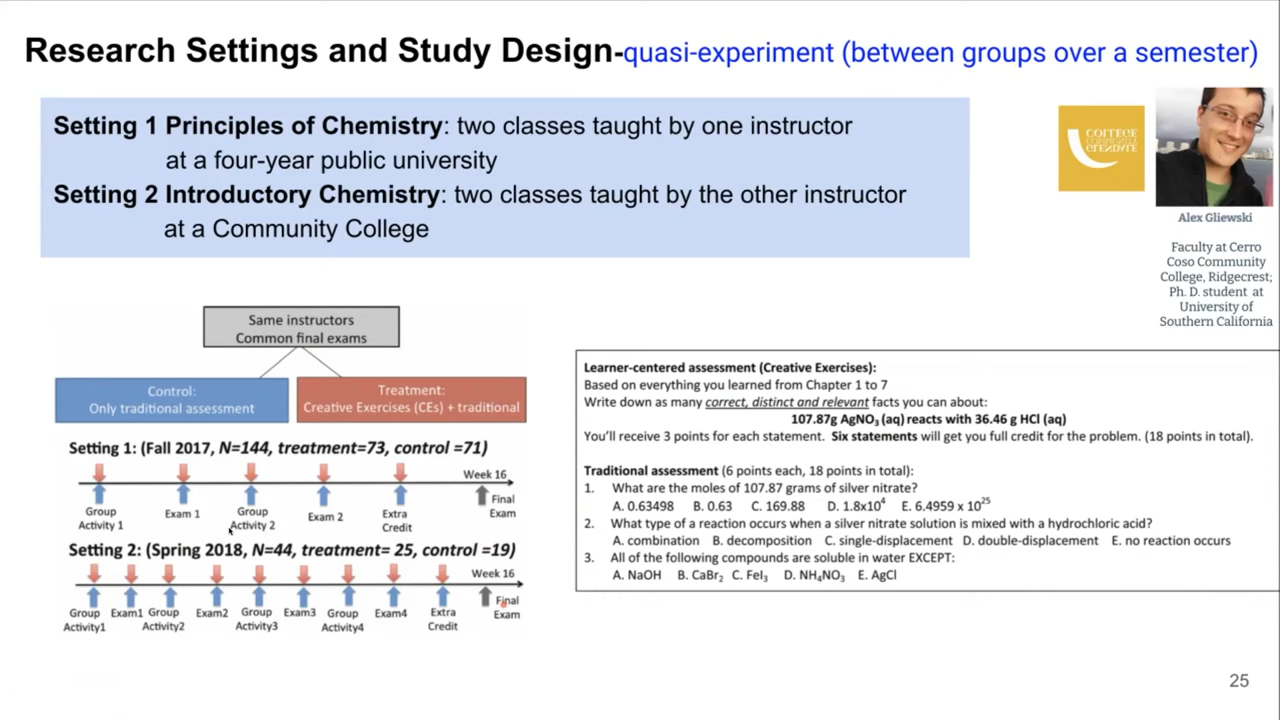 Research Settings and Study Design-quasi-experiment (between groups over a semester)
Setting 1 Principles of Chemistry: two classes taught by one instructor
at a four-year public university
Setting 2 Introductory Chemistry: two classes taught by the other instructor
at a Community College
COLLEGE
COMMUNITY
GLENDALE
Alex Gliewski
Faculty at Cerro
Coso Community
College, Ridgecrest;
Ph. D. student at
University of
Southern California
Same instructors
Common final exams
Control:
Only traditional assessment
Treatment:
Creative Exercises (CEs) + traditional
Setting 1: (Fall 2017, N=144, treatment=73, control =71)
Week 16
Group
Activity 1
Exam 1
Group
Activity 2
Exam 2
Extra
Credit
Final
Exam
Setting 2: (Spring 2018, N=44, treatment= 25, control =19)
Week 16
Group
Activity1
Exam1
Group
Activity2
Exam2
Group
Activity3
Exam3
Group
Activity4
Exam4
Extra
Credit
Final
Exam
Learner-centered assessment (Creative Exercises):
Based on everything you learned from Chapter 1 to 7
Write down as many correct, distinct and relevant facts you can about:
107.87g AgNO₃ (aq) reacts with 36.46 g HCl (aq)
You'll receive 3 points for each statement. Six statements will get you full credit for the problem. (18 points in total).
Traditional assessment (6 points each, 18 points in total):
1. What are the moles of 107.87 grams of silver nitrate?
A. 0.63498 B. 0.63 C. 169.88 D. 1.8x10⁴ E. 6.4959 x 10²⁵
2. What type of a reaction occurs when a silver nitrate solution is mixed with a hydrochloric acid?
A. combination B. decomposition C. single-displacement D. double-displacement E. no reaction occurs
3. All of the following compounds are soluble in water EXCEPT:
A. NaOH B. CaBr₂ C. FeI₃ D. NH₄NO₃ E. AgCl
25